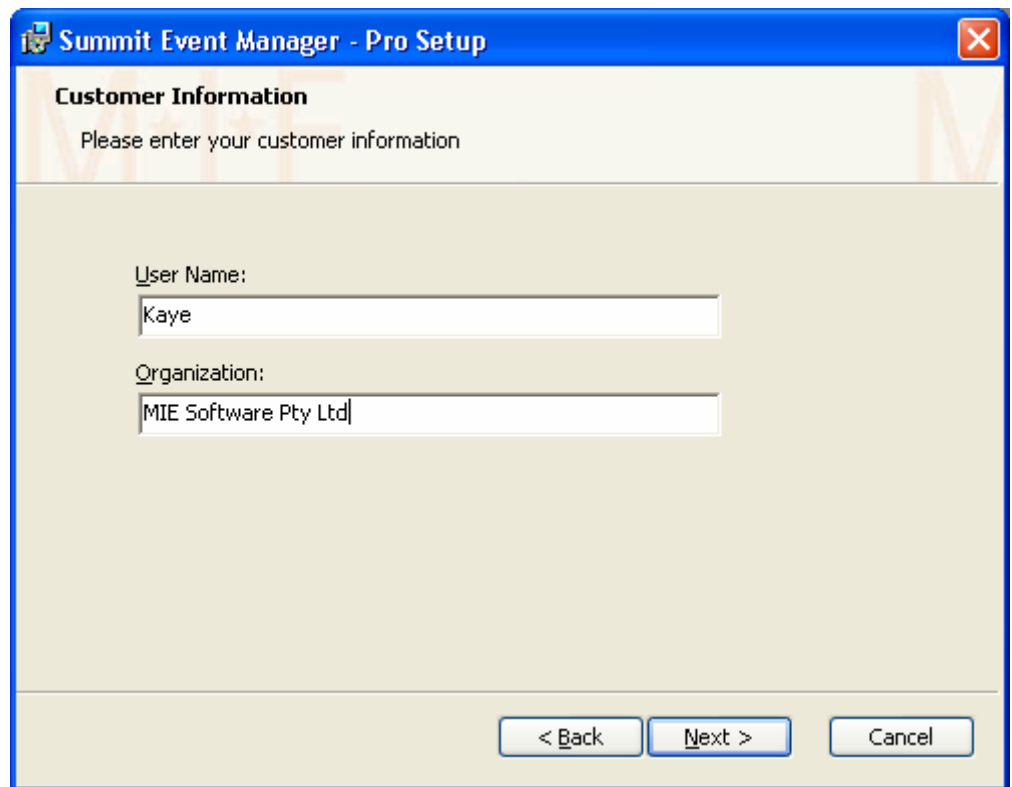 Summit Event Manager - Pro Setup
Customer Information
Please enter your customer information
User Name:
Kaye
Organization:
MIE Software Pty Ltd
< Back Next > Cancel